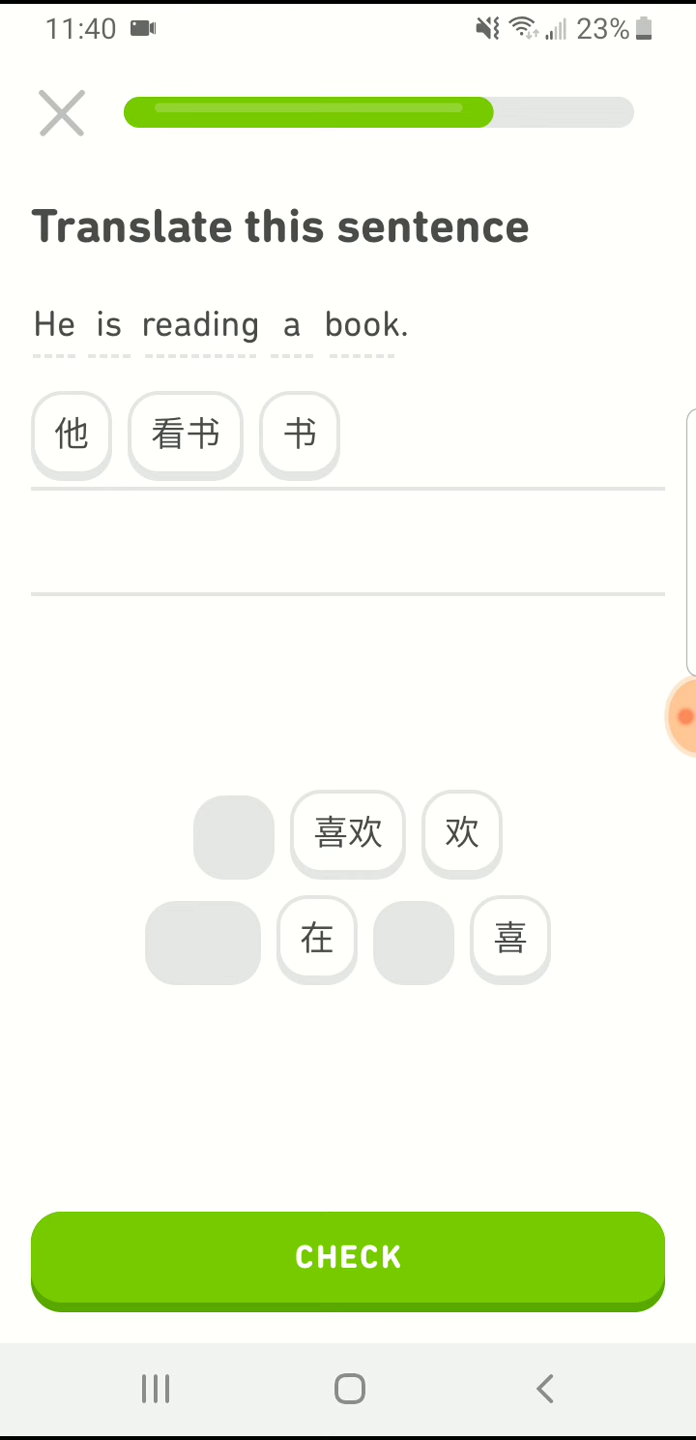 11:40 23%
Translate this sentence
He is reading a book.
他 看书 书
喜欢 欢
在 喜
CHECK